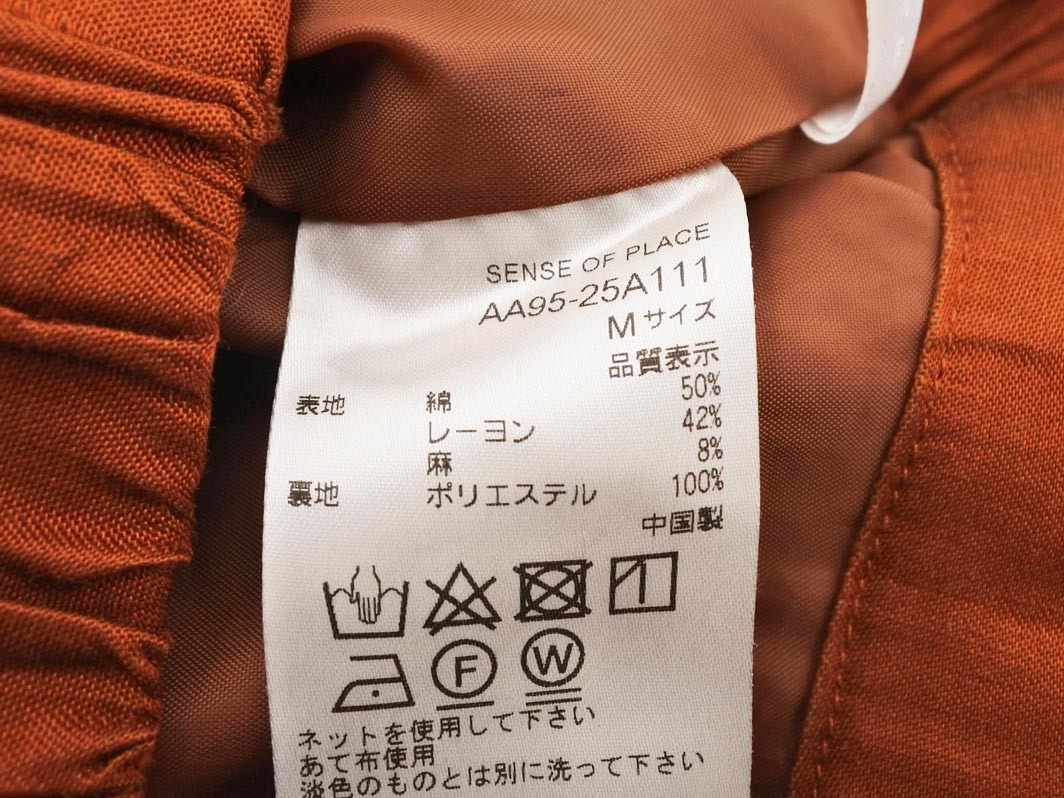 SENSE OF PLACE
AA95-25A111
Mサイズ
品質表示
表地 綿 50%
レーヨン 42%
麻 8%
裏地 ポリエステル 100%
中国製
F W
ネットを使用して下さい
あて布使用
淡色のものとは別に洗って下さい